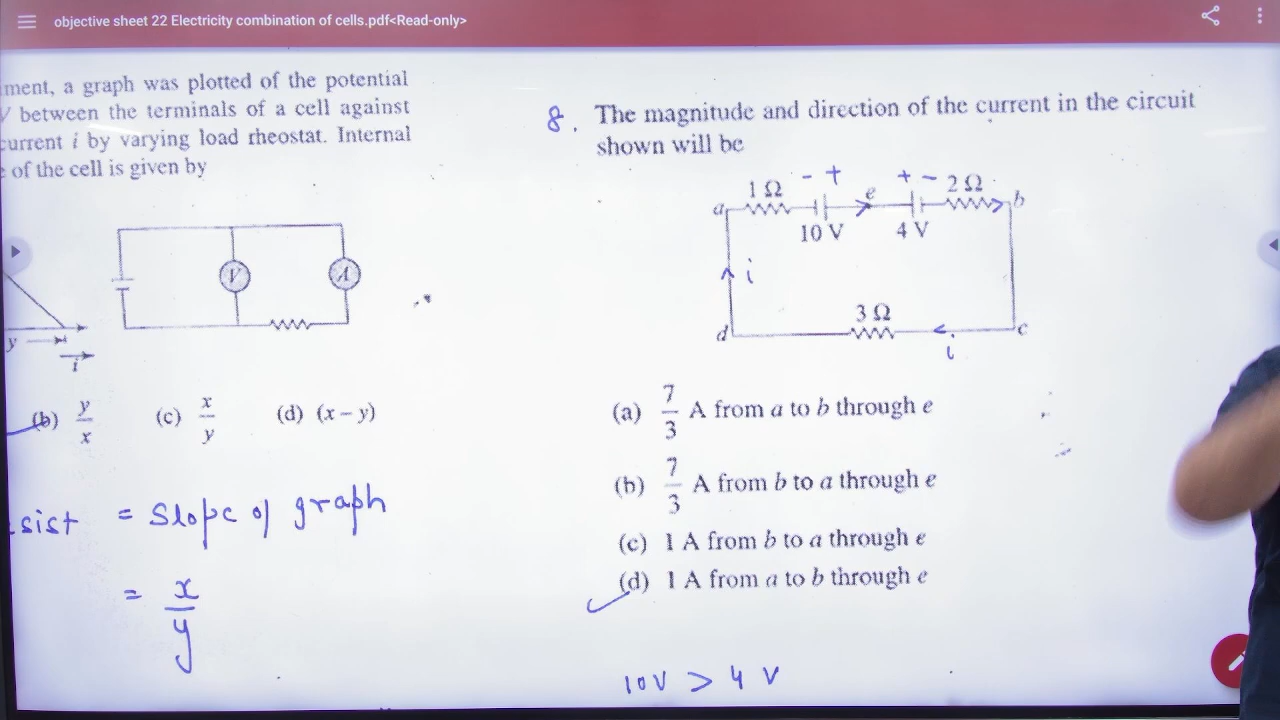 objective sheet 22 Electricity combination of cells.pdf<Read-only>
ment, a graph was plotted of the potential
V between the terminals of a cell against
current i by varying load rheostat. Internal
of the cell is given by
V
A
y
i
(b) y/x (c) x/y (d) (x – y)
= Slope of graph
= x/y
8. The magnitude and direction of the current in the circuit
shown will be
- + + -
1 Ω e 2 Ω
a b
10 V 4 V
i
3 Ω
d c
i
(a) 7/3 A from a to b through e
(b) 7/3 A from b to a through e
(c) 1 A from b to a through e
(d) 1 A from a to b through e
10V > 4 V